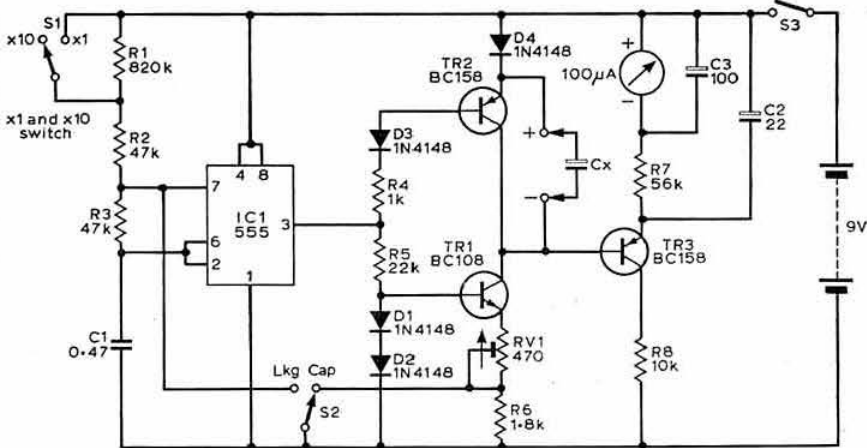 S1
x10
x1
x1 and x10
switch
R1
820k
R2
47k
R3
47k
C1
0·47
4 8
7
IC1
555
3
6
2
1
D3
1N4148
R4
1k
R5
22k
D1
1N4148
D2
1N4148
Lkg Cap
S2
TR2
BC158
D4
1N4148
TR1
BC108
RV1
470
R6
1·8k
+
Cx
−
+
100µA
−
C3
100
C2
22
R7
56k
TR3
BC158
R8
10k
S3
9V